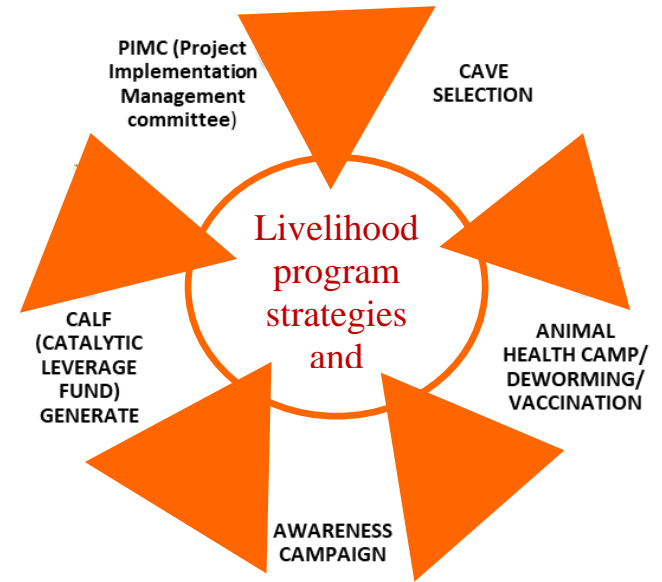 PIMC (Project
Implementation
Management
committee)
CAVE
SELECTION
Livelihood
program
strategies
and
CALF
(CATALYTIC
LEVERAGE
FUND)
GENERATE
ANIMAL
HEALTH CAMP/
DEWORMING/
VACCINATION
AWARENESS
CAMPAIGN